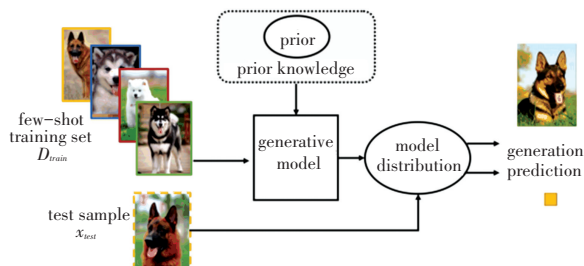 prior
prior knowledge
few-shot
training set
D_train
generative
model
model
distribution
generation
prediction
test sample
x_test